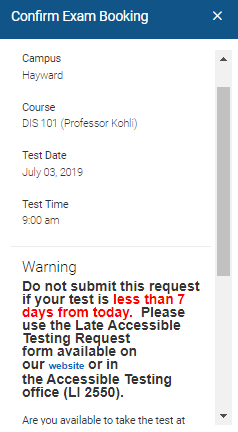 Confirm Exam Booking ×
Campus
Hayward
Course
DIS 101 (Professor Kohli)
Test Date
July 03, 2019
Test Time
9:00 am
Warning
Do not submit this request
if your test is less than 7
days from today.  Please
use the Late Accessible
Testing Request
form available on
our website or in
the Accessible Testing
office (LI 2550).
Are you available to take the test at